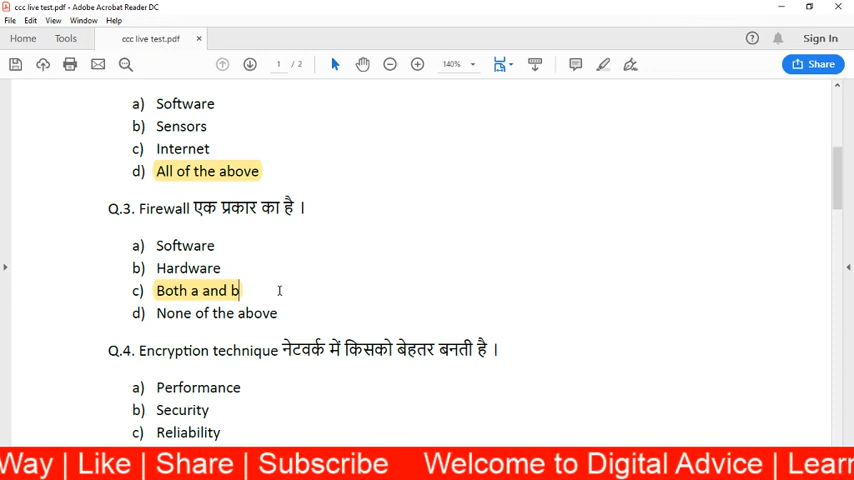 ccc live test.pdf - Adobe Acrobat Reader DC
File Edit View Window Help
Home Tools ccc live test.pdf × Sign In
1 / 2 140% Share
a) Software
b) Sensors
c) Internet
d) All of the above
Q.3. Firewall एक प्रकार का है ।
a) Software
b) Hardware
c) Both a and b
d) None of the above
Q.4. Encryption technique नेटवर्क में किसको बेहतर बनती है ।
a) Performance
b) Security
c) Reliability
Way | Like | Share | Subscribe Welcome to Digital Advice | Learn